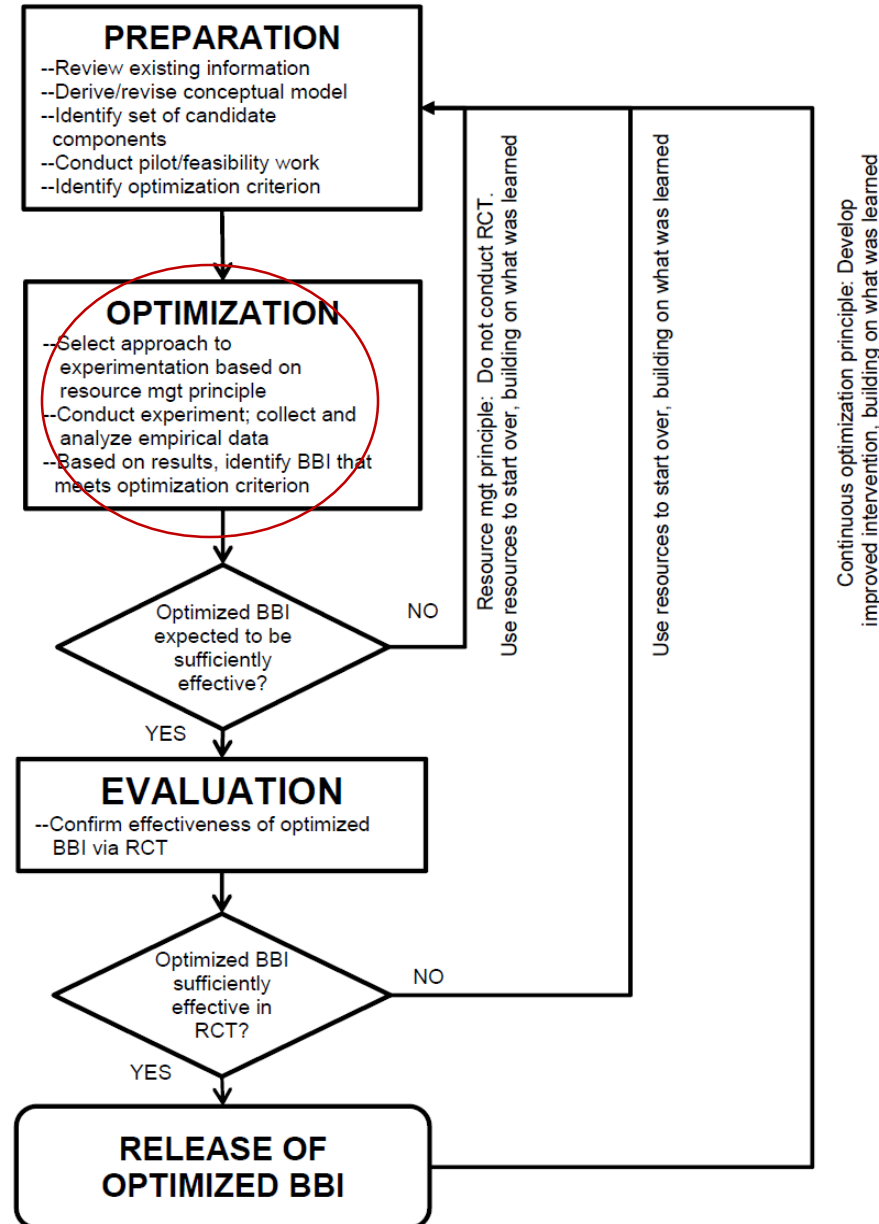 PREPARATION
--Review existing information
--Derive/revise conceptual model
--Identify set of candidate
components
--Conduct pilot/feasibility work
--Identify optimization criterion
OPTIMIZATION
--Select approach to
experimentation based on
resource mgt principle
--Conduct experiment; collect and
analyze empirical data
--Based on results, identify BBI that
meets optimization criterion
Optimized BBI
expected to be
sufficiently
effective?
NO
YES
Resource mgt principle: Do not conduct RCT.
Use resources to start over, building on what was learned
EVALUATION
--Confirm effectiveness of optimized
BBI via RCT
Optimized BBI
sufficiently
effective in
RCT?
NO
YES
Use resources to start over, building on what was learned
RELEASE OF
OPTIMIZED BBI
Continuous optimization principle: Develop
improved intervention, building on what was learned